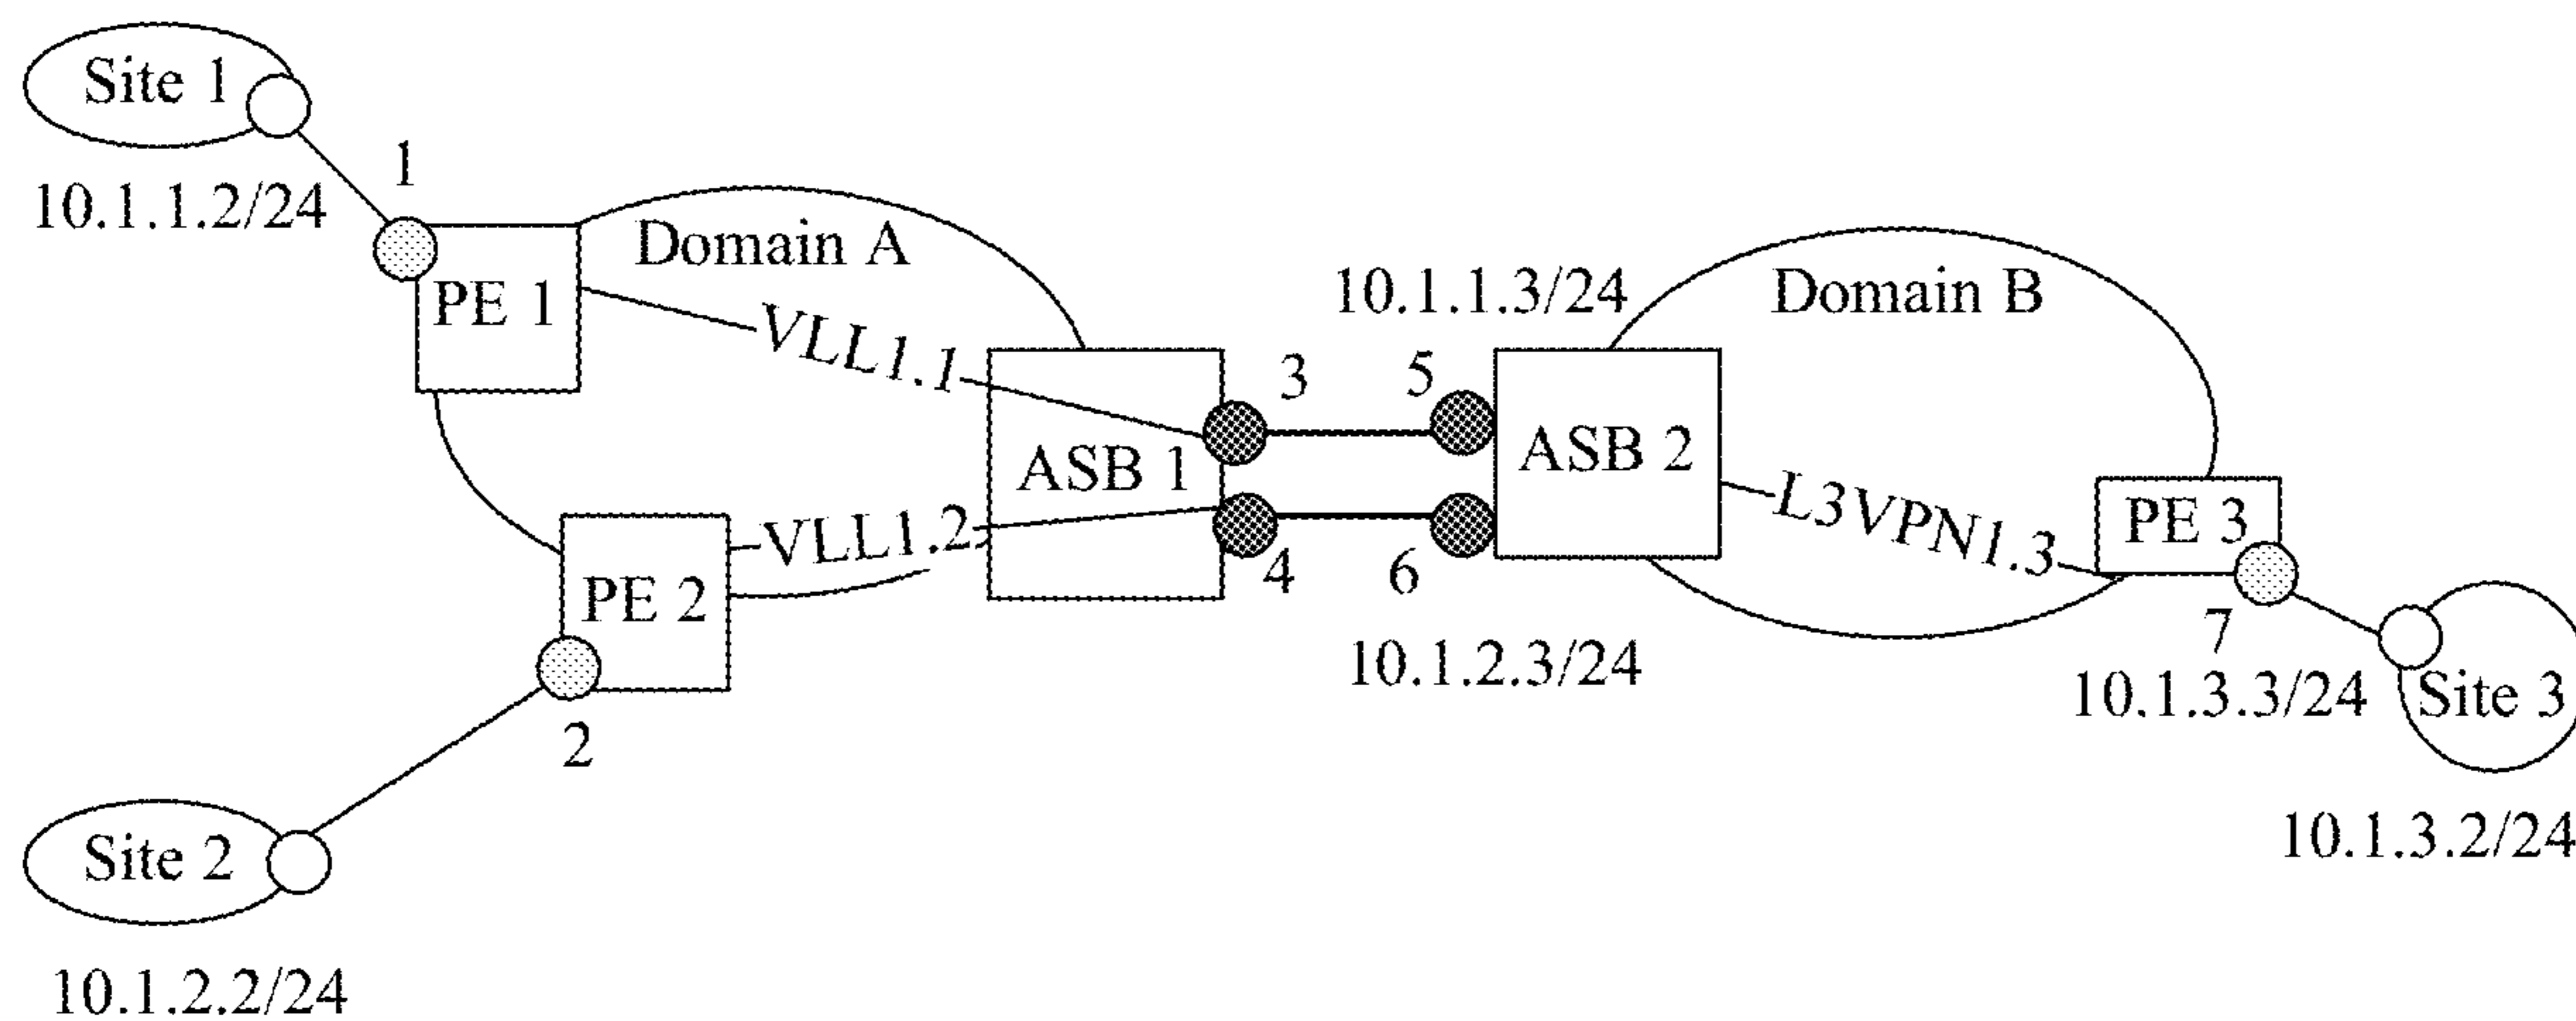 Site 1
10.1.1.2/24
1
PE 1
Domain A
VLL1.1
ASB 1
3
5
10.1.1.3/24
ASB 2
Domain B
L3VPN1.3
PE 3
7
10.1.3.3/24
Site 3
10.1.3.2/24
VLL1.2
4
6
10.1.2.3/24
PE 2
2
Site 2
10.1.2.2/24